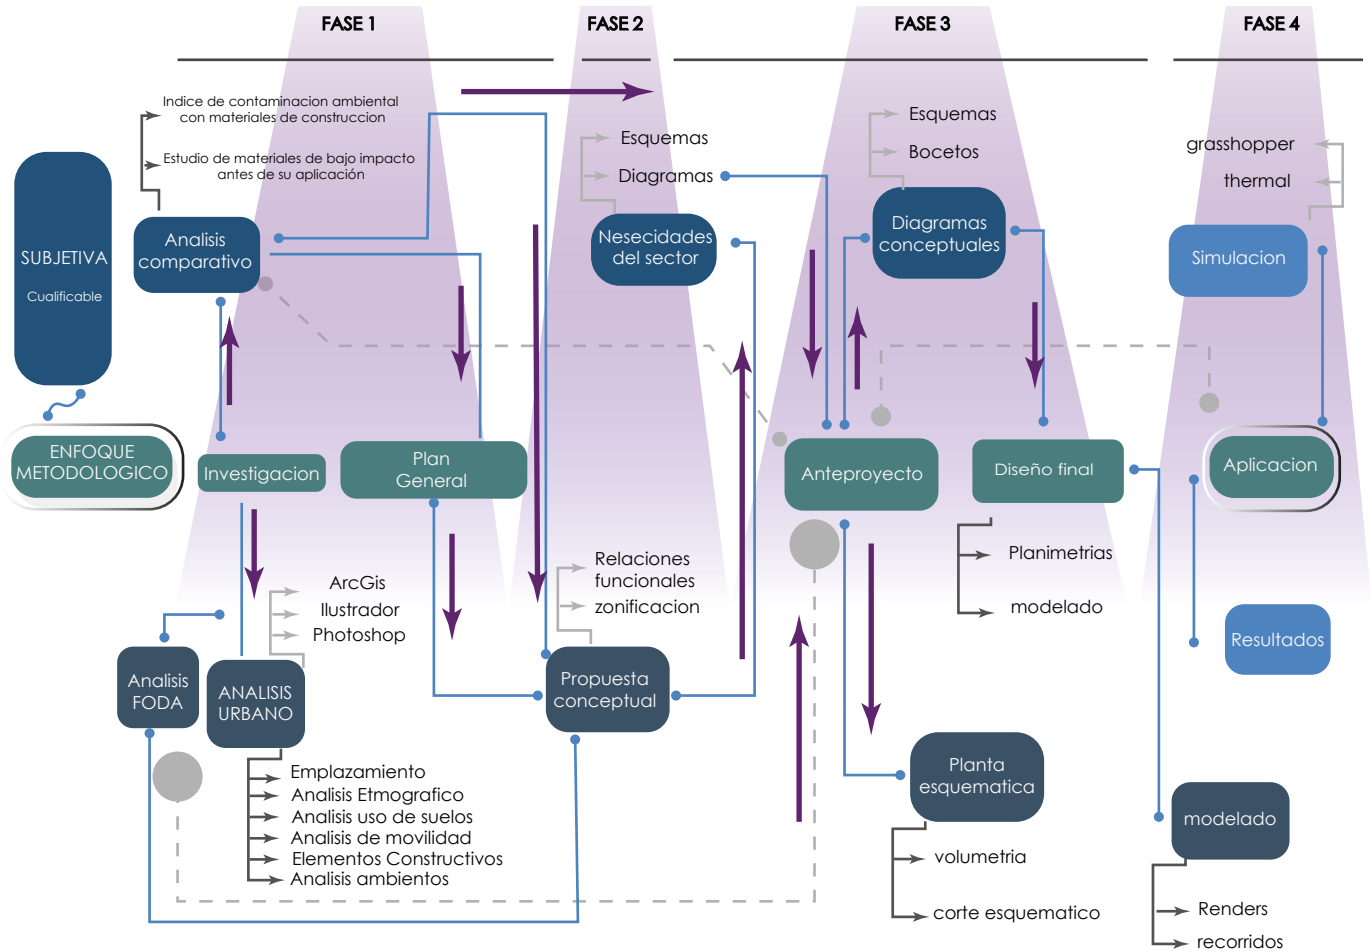 FASE 1
FASE 2
FASE 3
FASE 4
Indice de contaminacion ambiental
con materiales de construccion
Estudio de materiales de bajo impacto
antes de su aplicación
SUBJETIVA
Cualificable
Analisis
comparativo
ENFOQUE
METODOLOGICO
Investigacion
Plan
General
ArcGis
Ilustrador
Photoshop
Analisis
FODA
ANALISIS
URBANO
Emplazamiento
Analisis Etmografico
Analisis uso de suelos
Analisis de movilidad
Elementos Constructivos
Analisis ambientos
Esquemas
Diagramas
Nesecidades
del sector
Relaciones
funcionales
zonificacion
Propuesta
conceptual
Esquemas
Bocetos
Diagramas
conceptuales
Anteproyecto
Diseño final
Planimetrias
modelado
Planta
esquematica
volumetria
corte esquematico
grasshopper
thermal
Simulacion
Aplicacion
Resultados
modelado
Renders
recorridos